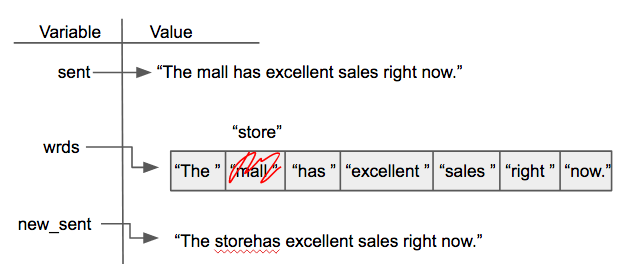 Variable Value
sent “The mall has excellent sales right now.”
“store”
wrds “The ” “mall ” “has ” “excellent ” “sales ” “right ” “now.
new_sent “The storehas excellent sales right now.”